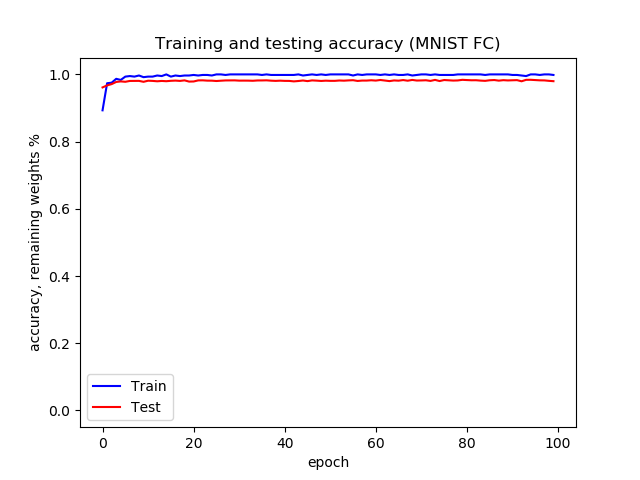 Training and testing accuracy (MNIST FC)
accuracy, remaining weights %
1.0
0.8
0.6
0.4
0.2
0.0
Train
Test
0 20 40 60 80 100
epoch